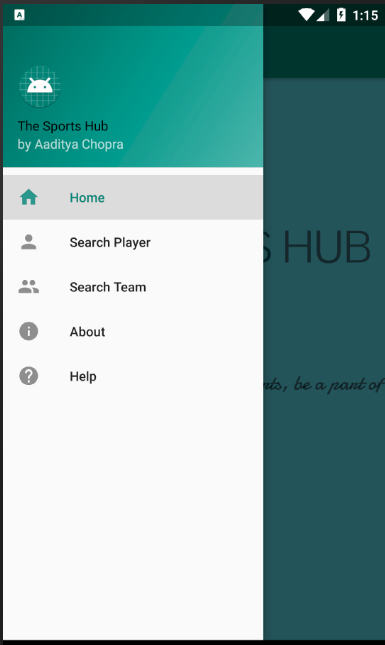 A
1:15
The Sports Hub
by Aaditya Chopra
S HUB
Home
Search Player
Search Team
About
rts, be a part of
Help